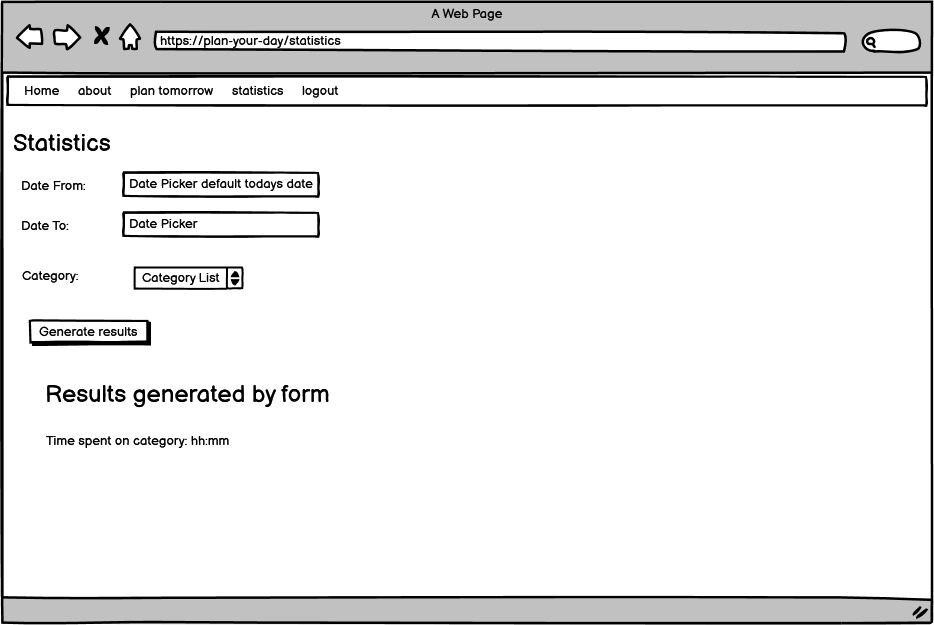 A Web Page
https://plan-your-day/statistics
Home about plan tomorrow statistics logout
Statistics
Date From: Date Picker default todays date
Date To: Date Picker
Category: Category List
Generate results
Results generated by form
Time spent on category: hh:mm